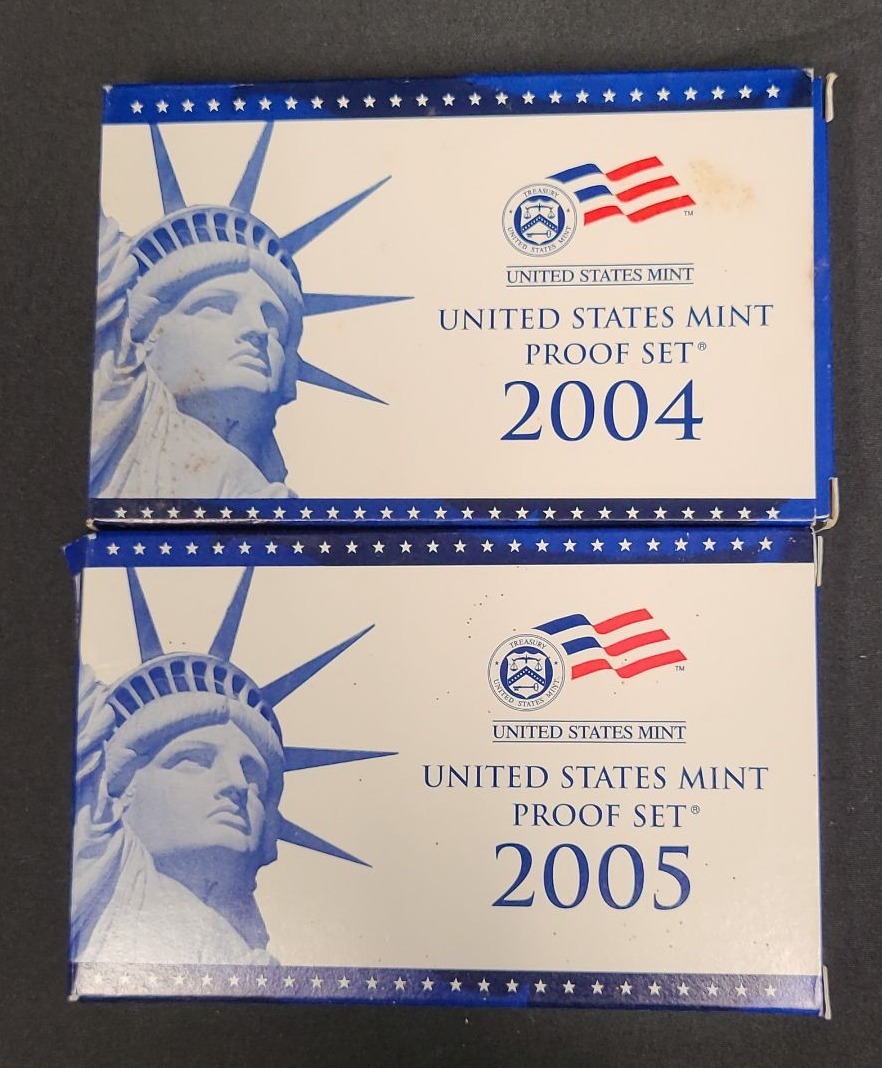 TREASURY
UNITED STATES MINT
™
UNITED STATES MINT
UNITED STATES MINT
PROOF SET®
2004
TREASURY
UNITED STATES MINT
™
UNITED STATES MINT
UNITED STATES MINT
PROOF SET®
2005